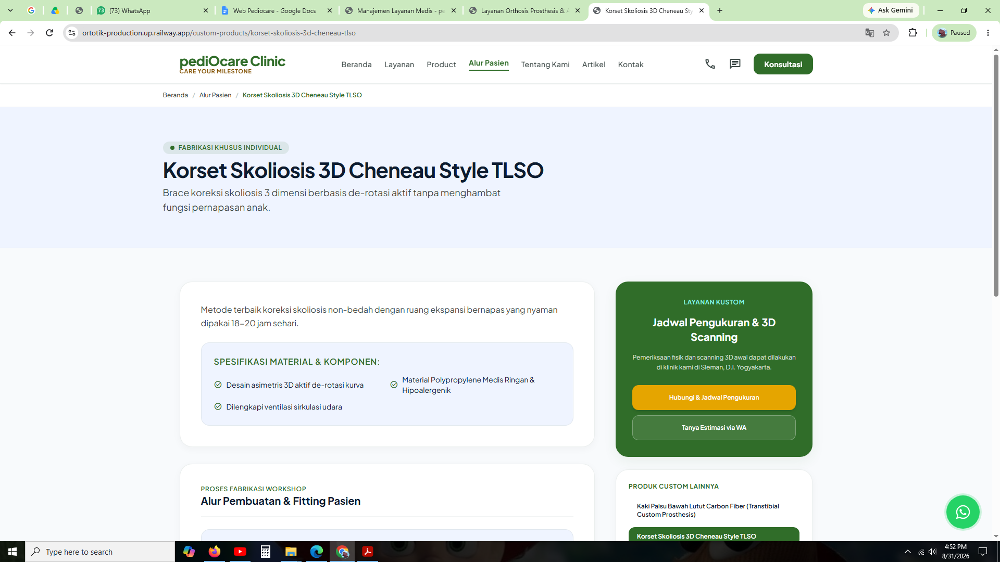 (73) WhatsApp
Web Pediocare - Google Docs
Manajemen Layanan Medis - pe
Layanan Orthosis Prosthesis & A
Korset Skoliosis 3D Cheneau Sty
Ask Gemini
ortotik-production.up.railway.app/custom-products/korset-skoliosis-3d-cheneau-tlso
Paused
pediOcare Clinic
CARE YOUR MILESTONE
Beranda
Layanan
Product
Alur Pasien
Tentang Kami
Artikel
Kontak
Konsultasi
Beranda / Alur Pasien / Korset Skoliosis 3D Cheneau Style TLSO
FABRIKASI KHUSUS INDIVIDUAL
Korset Skoliosis 3D Cheneau Style TLSO
Brace koreksi skoliosis 3 dimensi berbasis de-rotasi aktif tanpa menghambat
fungsi pernapasan anak.
Metode terbaik koreksi skoliosis non-bedah dengan ruang ekspansi bernapas yang nyaman
dipakai 18–20 jam sehari.
SPESIFIKASI MATERIAL & KOMPONEN:
Desain asimetris 3D aktif de-rotasi kurva
Material Polypropylene Medis Ringan &
Hipoalergenik
Dilengkapi ventilasi sirkulasi udara
LAYANAN KUSTOM
Jadwal Pengukuran & 3D
Scanning
Pemeriksaan fisik dan scanning 3D awal dapat dilakukan
di klinik kami di Sleman, D.I. Yogyakarta.
Hubungi & Jadwal Pengukuran
Tanya Estimasi via WA
PROSES FABRIKASI WORKSHOP
Alur Pembuatan & Fitting Pasien
PRODUK CUSTOM LAINNYA
Kaki Palsu Bawah Lutut Carbon Fiber (Transtibial
Custom Prosthesis)
Korset Skoliosis 3D Cheneau Style TLSO
Type here to search
4:52 PM
8/31/2026